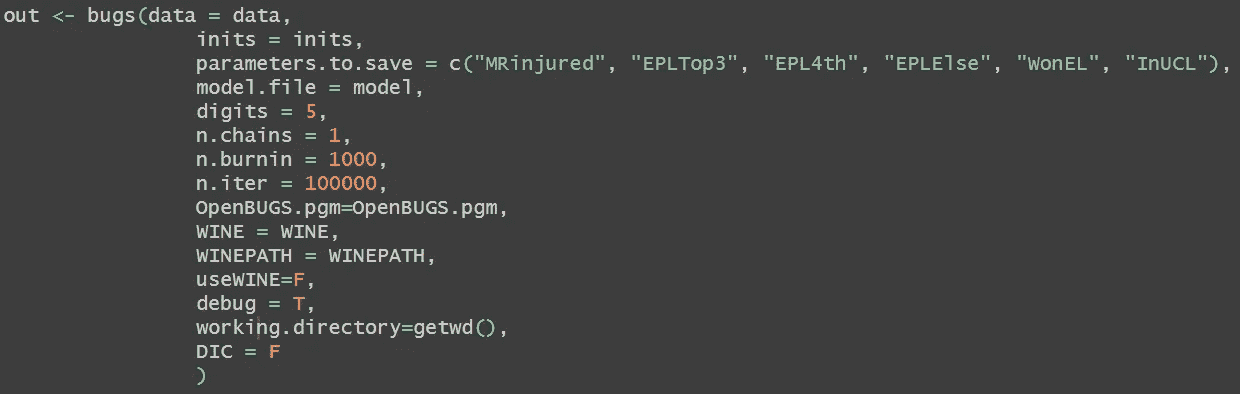 out <- bugs(data = data,
inits = inits,
parameters.to.save = c("MRinjured", "EPLTop3", "EPL4th", "EPLElse", "WonEL", "InUCL"),
model.file = model,
digits = 5,
n.chains = 1,
n.burnin = 1000,
n.iter = 100000,
OpenBUGS.pgm=OpenBUGS.pgm,
WINE = WINE,
WINEPATH = WINEPATH,
useWINE=F,
debug = T,
working.directory=getwd(),
DIC = F
)